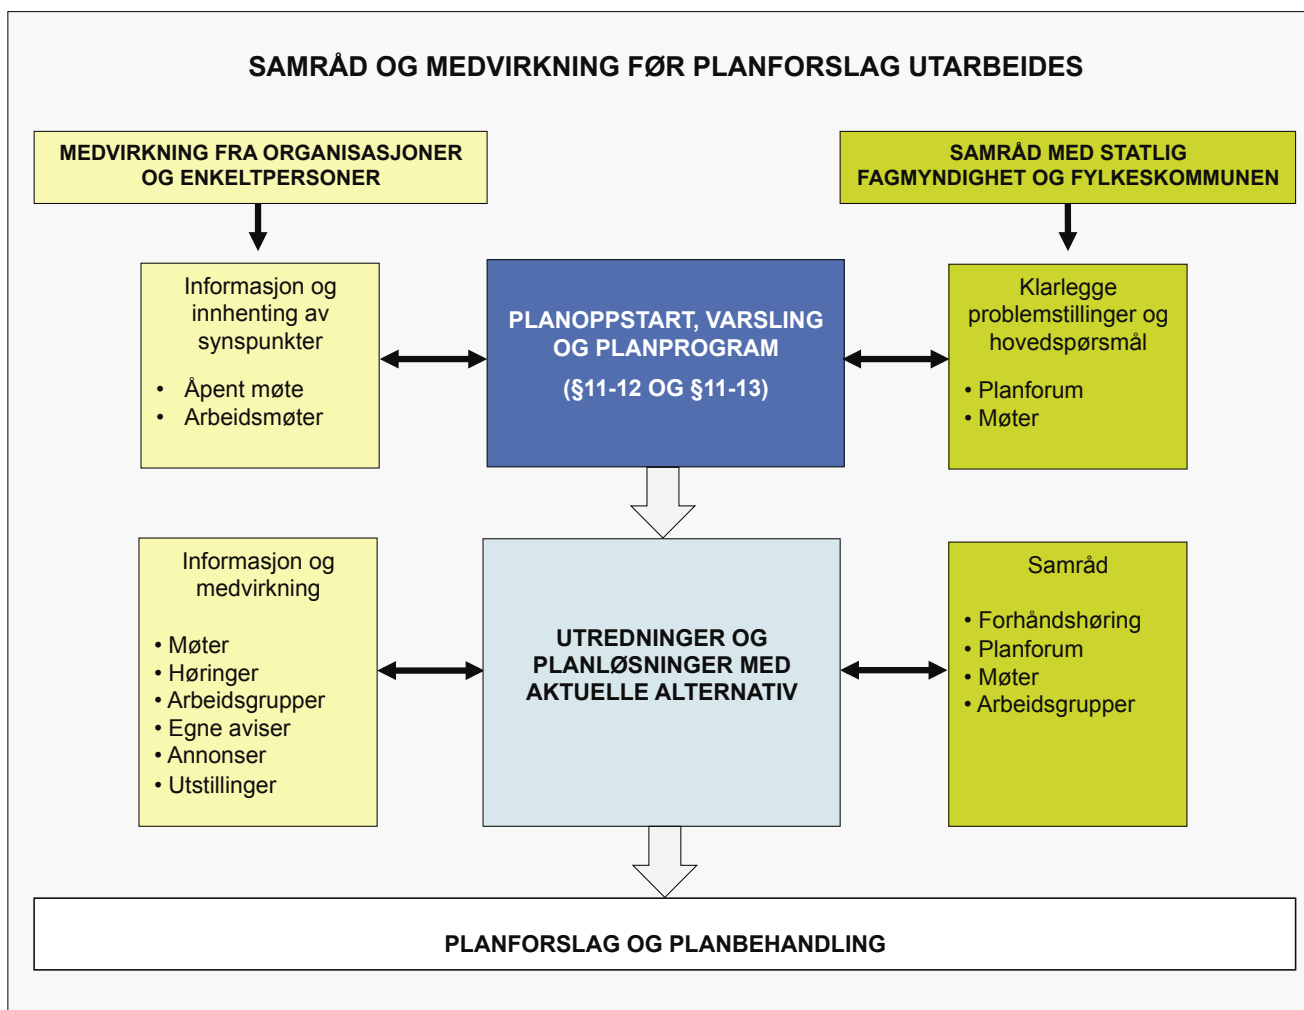 SAMRÅD OG MEDVIRKNING FØR PLANFORSLAG UTARBEIDES
MEDVIRKNING FRA ORGANISASJONER
OG ENKELTPERSONER
SAMRÅD MED STATLIG
FAGMYNDIGHET OG FYLKESKOMMUNEN
Informasjon og
innhenting av
synspunkter
• Åpent møte
• Arbeidsmøter
PLANOPPSTART, VARSLING
OG PLANPROGRAM
(§11-12 OG §11-13)
Klarlegge
problemstillinger og
hovedspørsmål
• Planforum
• Møter
Informasjon og
medvirkning
• Møter
• Høringer
• Arbeidsgrupper
• Egne aviser
• Annonser
• Utstillinger
UTREDNINGER OG
PLANLØSNINGER MED
AKTUELLE ALTERNATIV
Samråd
• Forhåndshøring
• Planforum
• Møter
• Arbeidsgrupper
PLANFORSLAG OG PLANBEHANDLING